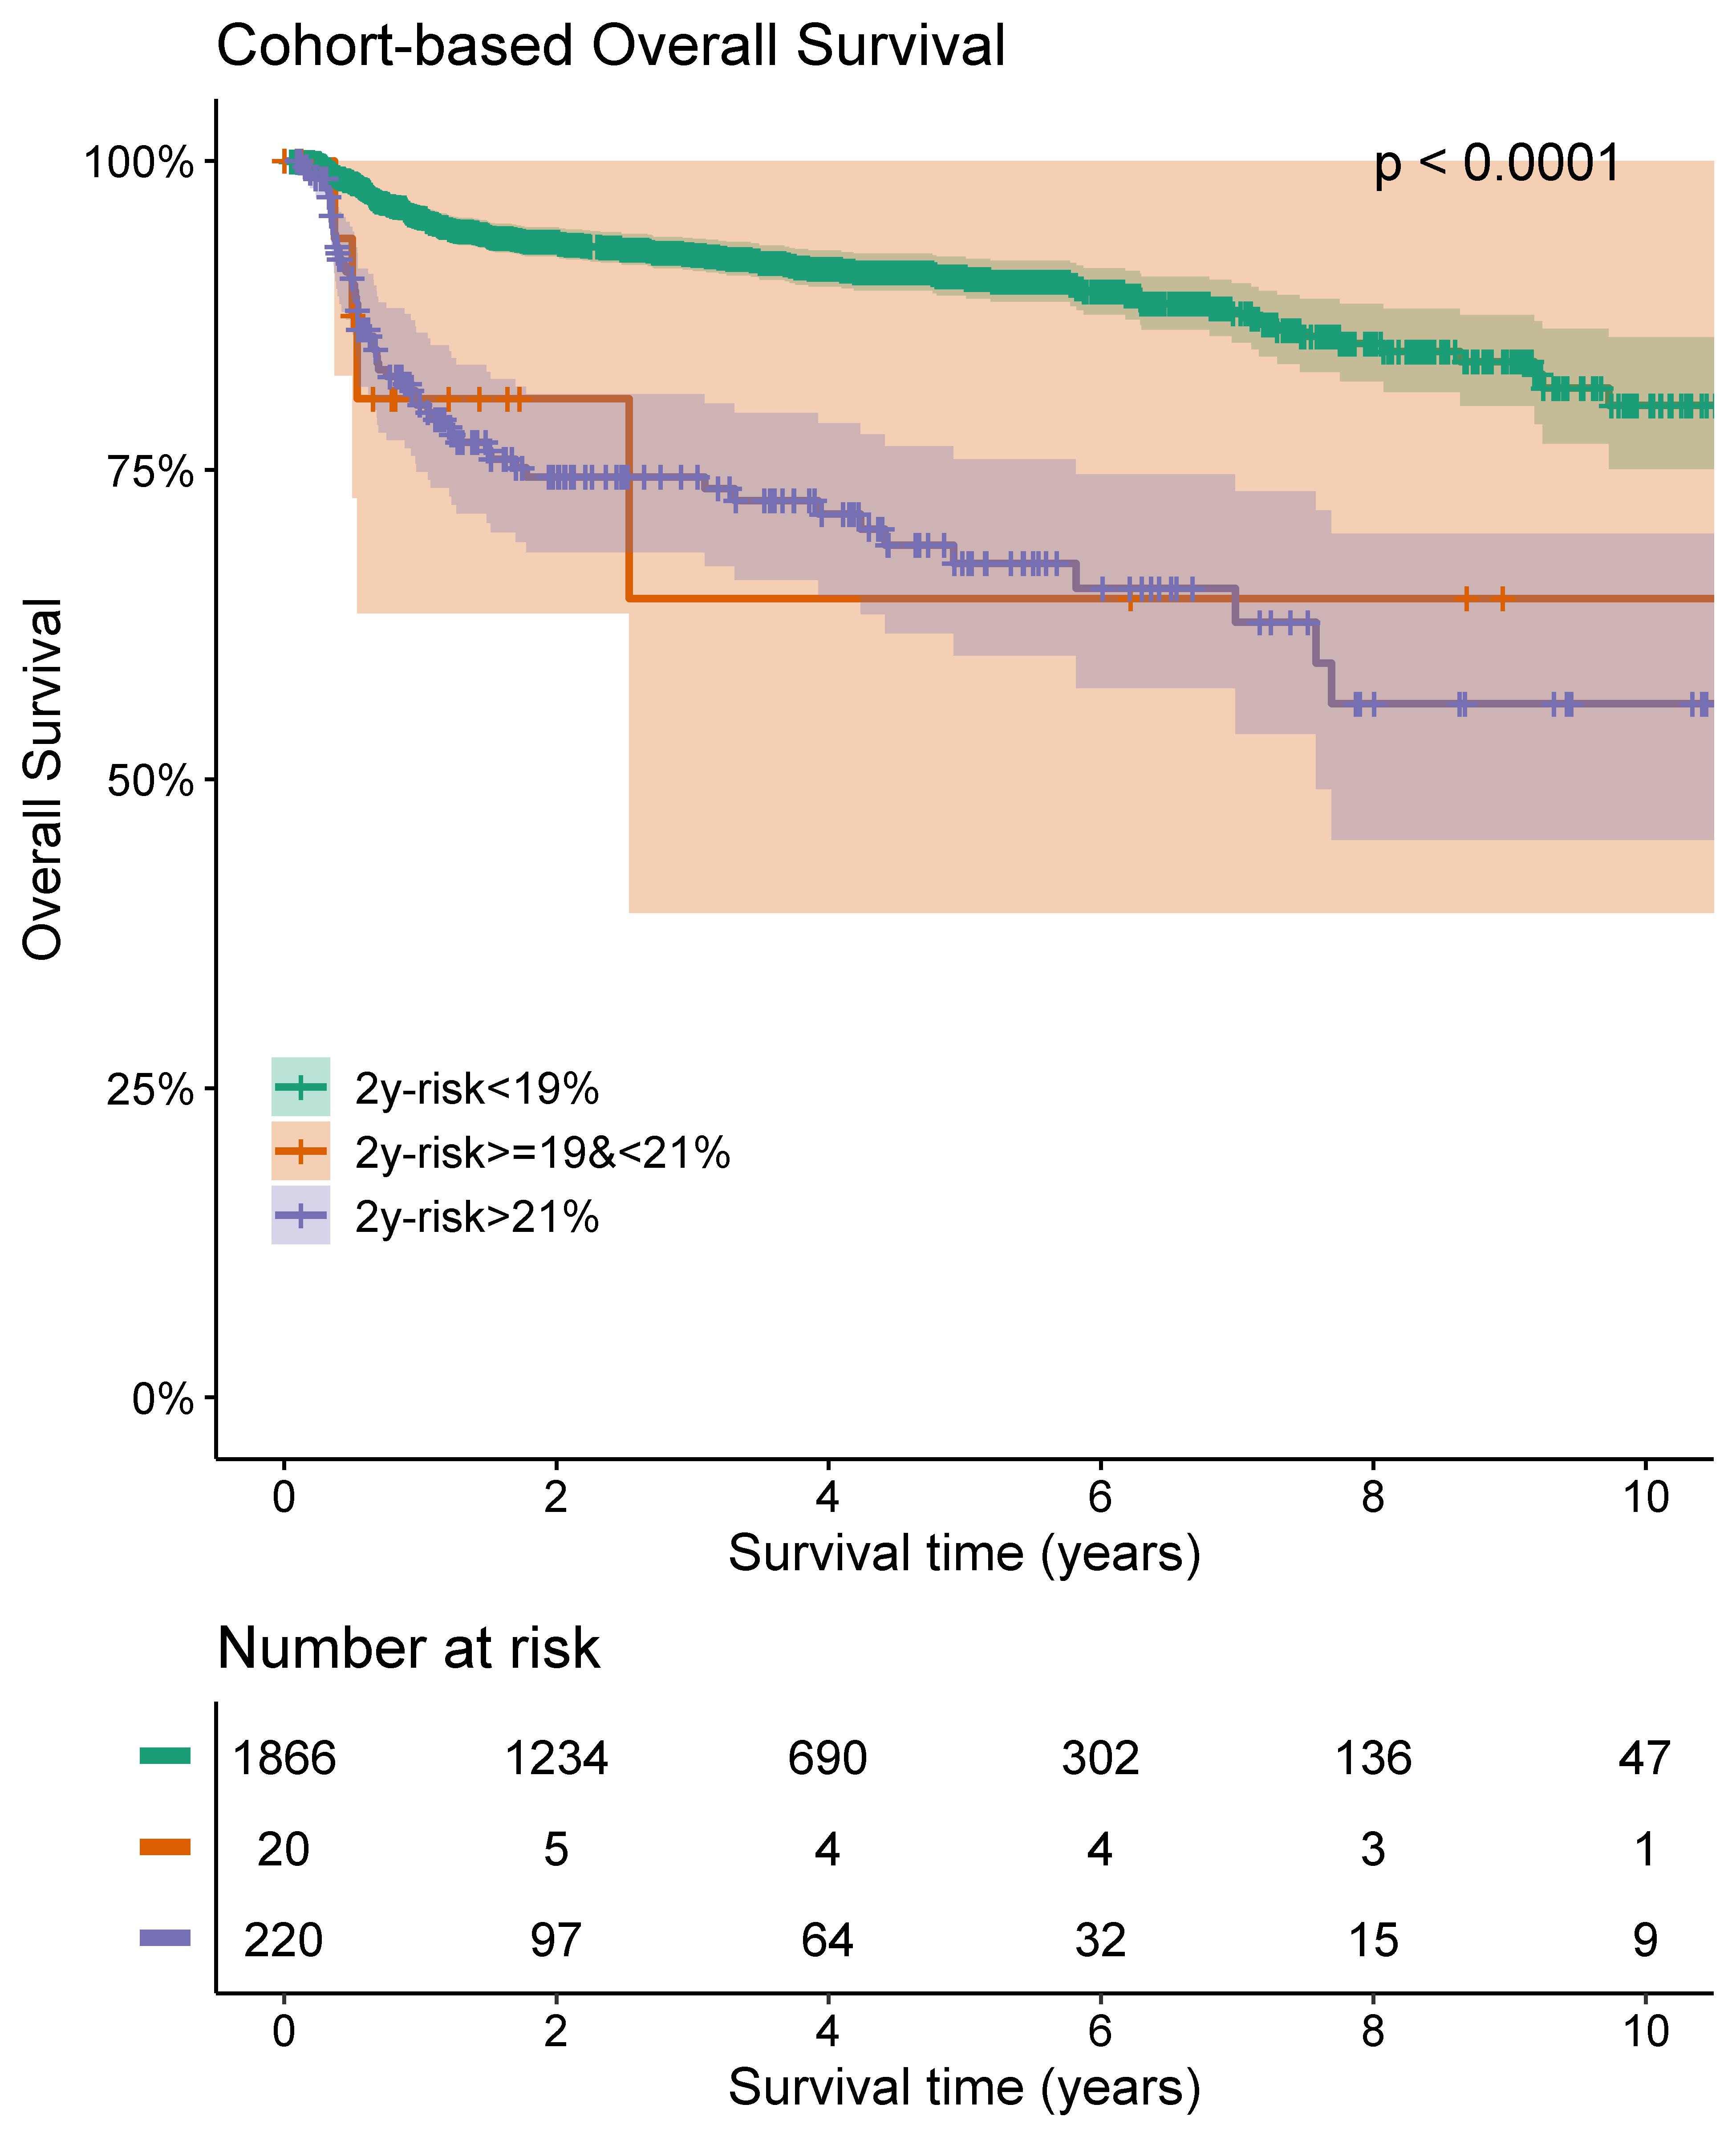 Cohort-based Overall Survival
p < 0.0001
100%
75%
50%
25%
0%
Overall Survival
2y-risk<19%
2y-risk>=19&<21%
2y-risk>21%
0 2 4 6 8 10
Survival time (years)
Number at risk
1866 1234 690 302 136 47
20 5 4 4 3 1
220 97 64 32 15 9
0 2 4 6 8 10
Survival time (years)